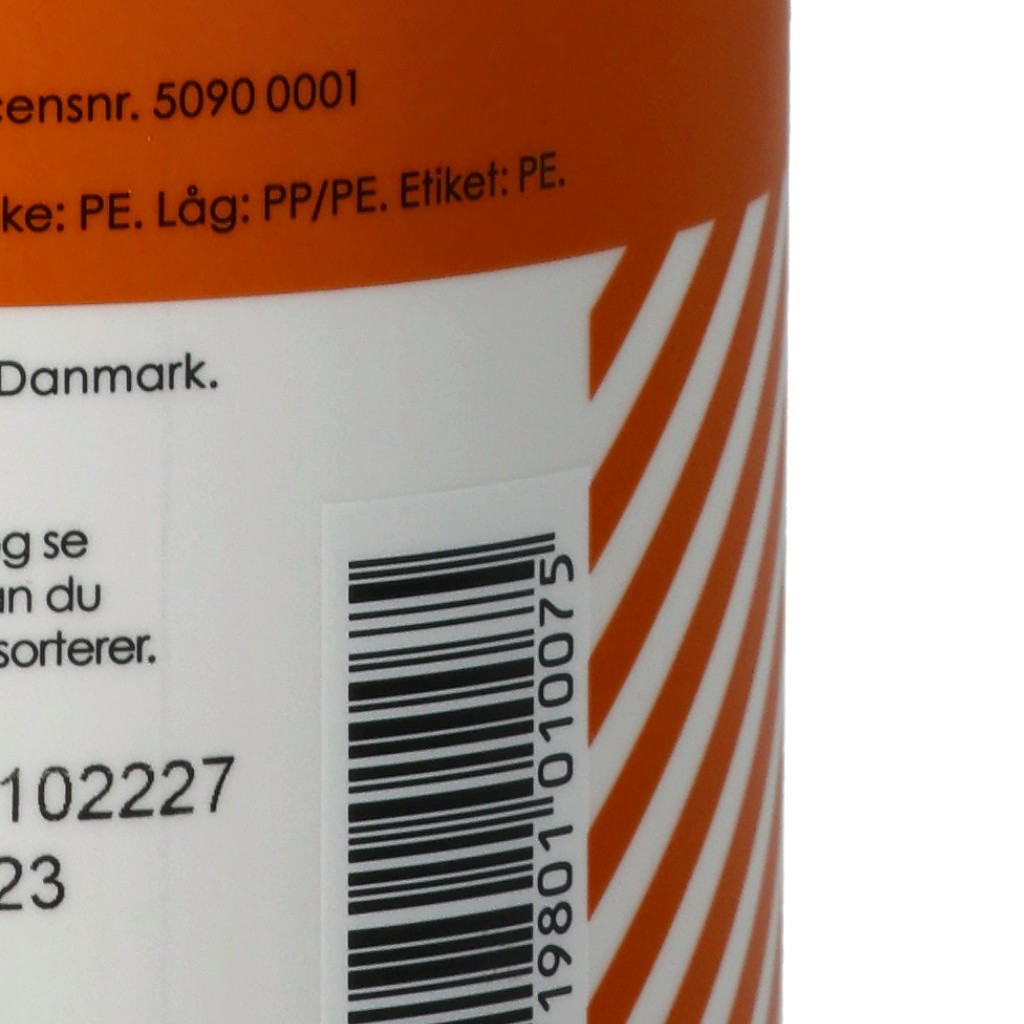 censnr. 5090 0001
ke: PE. Låg: PP/PE. Etiket: PE.
Danmark.
og se
an du
sorterer.
102227
23
19801 010075